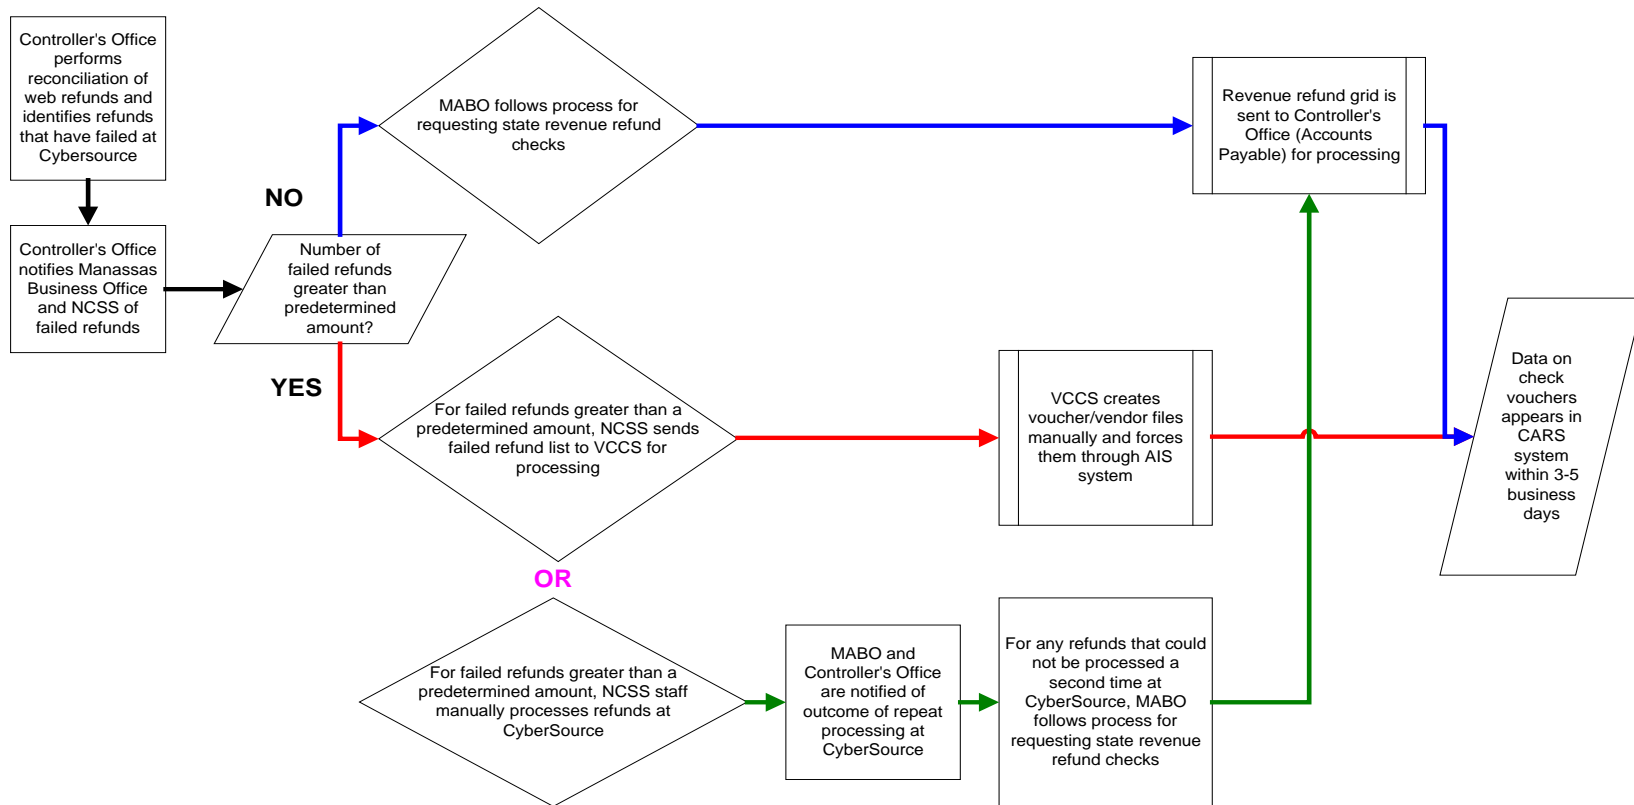 Controller's Office
performs
reconciliation of
web refunds and
identifies refunds
that have failed at
Cybersource
Controller's Office
notifies Manassas
Business Office
and NCSS of
failed refunds
NO
Number of
failed refunds
greater than
predetermined
amount?
YES
MABO follows process for
requesting state revenue refund
checks
Revenue refund grid is
sent to Controller's
Office (Accounts
Payable) for processing
For failed refunds greater than a
predetermined amount, NCSS sends
failed refund list to VCCS for
processing
VCCS creates
voucher/vendor files
manually and forces
them through AIS
system
Data on
check
vouchers
appears in
CARS
system
within 3-5
business
days
OR
For failed refunds greater than a
predetermined amount, NCSS staff
manually processes refunds at
CyberSource
MABO and
Controller's Office
are notified of
outcome of repeat
processing at
CyberSource
For any refunds that could
not be processed a
second time at
CyberSource, MABO
follows process for
requesting state revenue
refund checks